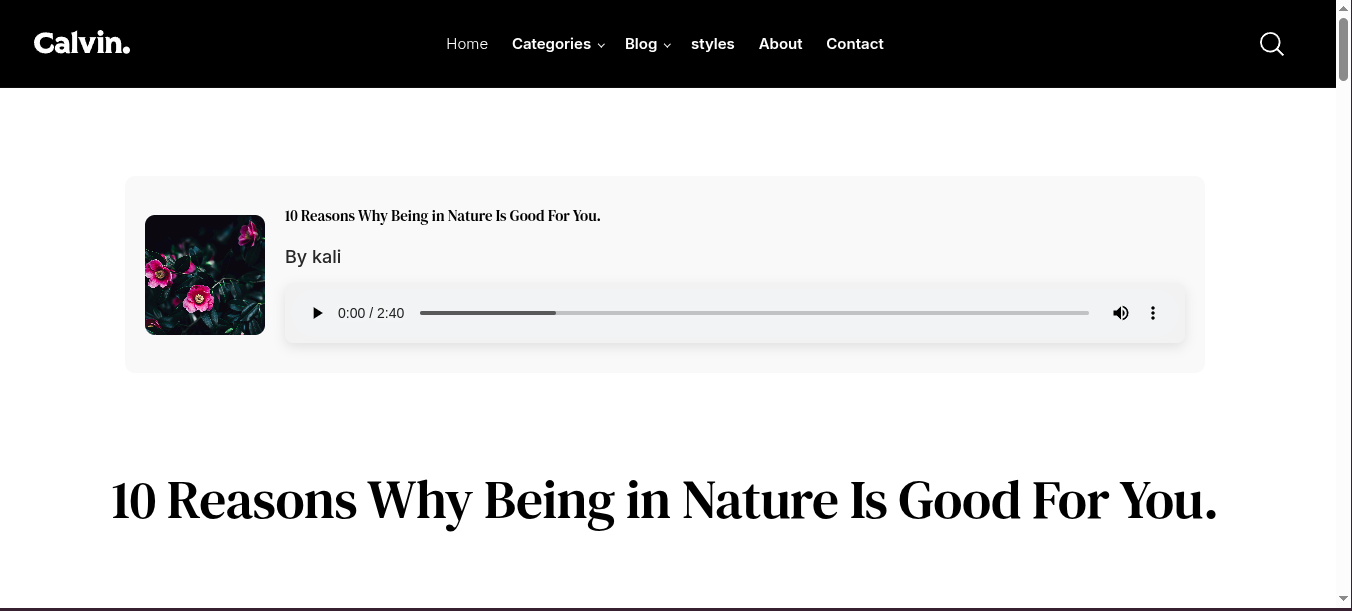 Calvin.
Home Categories Blog styles About Contact
10 Reasons Why Being in Nature Is Good For You.
By kali
0:00 / 2:40
10 Reasons Why Being in Nature Is Good For You.